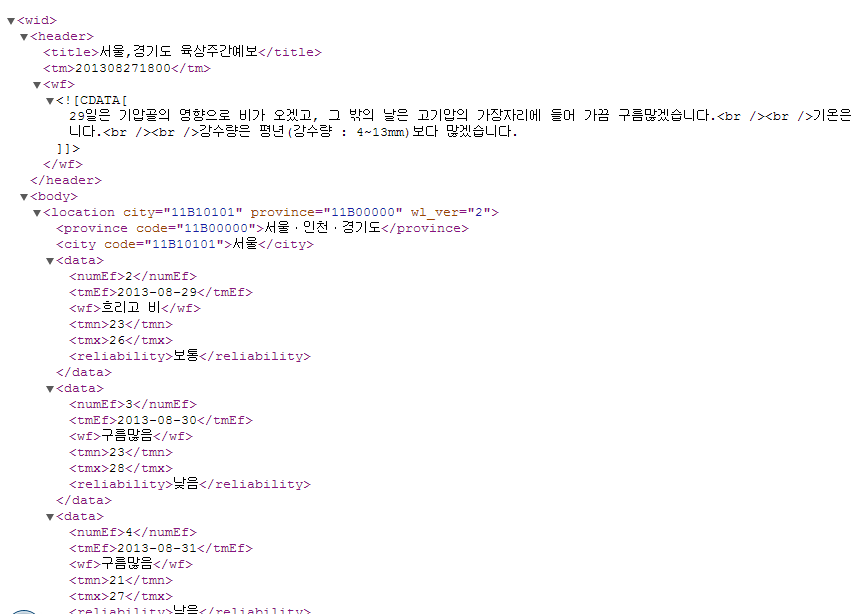 ▼<wid>
▼<header>
<title>서울,경기도 육상주간예보</title>
<tm>201308271800</tm>
▼<wf>
▼<![CDATA[
29일은 기압골의 영향으로 비가 오겠고, 그 밖의 날은 고기압의 가장자리에 들어 가끔 구름많겠습니다.<br /><br />기온은
니다.<br /><br />강수량은 평년(강수량 : 4~13mm)보다 많겠습니다.
]]>
</wf>
</header>
▼<body>
▼<location city="11B10101" province="11B00000" wl_ver="2">
<province code="11B00000">서울·인천·경기도</province>
<city code="11B10101">서울</city>
▼<data>
<numEf>2</numEf>
<tmEf>2013-08-29</tmEf>
<wf>흐리고 비</wf>
<tmn>23</tmn>
<tmx>26</tmx>
<reliability>보통</reliability>
</data>
▼<data>
<numEf>3</numEf>
<tmEf>2013-08-30</tmEf>
<wf>구름많음</wf>
<tmn>23</tmn>
<tmx>28</tmx>
<reliability>낮음</reliability>
</data>
▼<data>
<numEf>4</numEf>
<tmEf>2013-08-31</tmEf>
<wf>구름많음</wf>
<tmn>21</tmn>
<tmx>27</tmx>
<reliability>낮음</reliability>